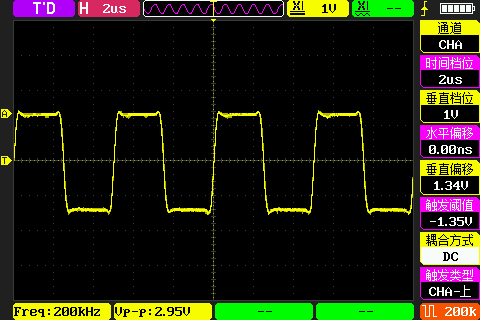 T'D H 2us X1 1V X1 --
通道
CHA
时间档位
2us
垂直档位
1V
水平偏移
0.00ns
垂直偏移
1.34V
触发阈值
-1.35V
耦合方式
DC
触发类型
CHA-上
A
T
Freq:200kHz Vp-p:2.95V -- -- 200k